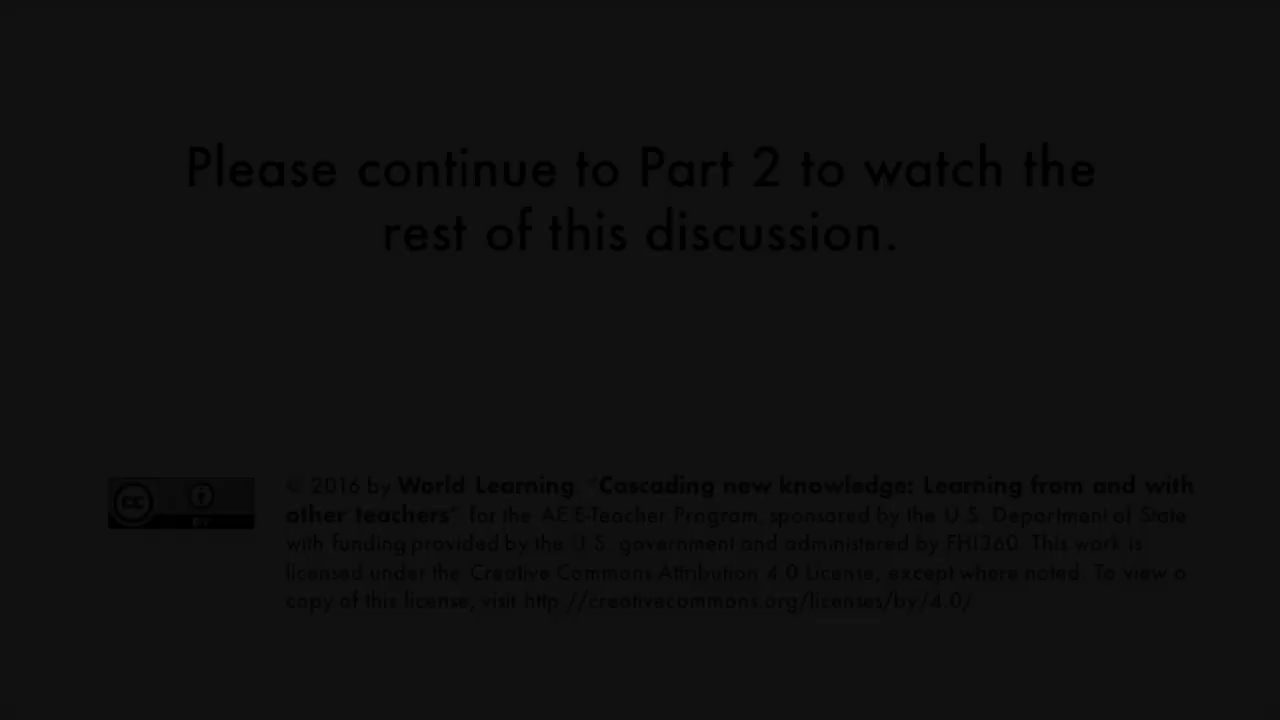 Please continue to Part 2 to watch the
rest of this discussion.
cc
BY
© 2016 by World Learning. "Cascading new knowledge: Learning from and with
other teachers" for the AE E-Teacher Program, sponsored by the U.S. Department of State
with funding provided by the U.S. government and administered by FHI360. This work is
licensed under the Creative Commons Attribution 4.0 License, except where noted. To view a
copy of this license, visit http://creativecommons.org/licenses/by/4.0/